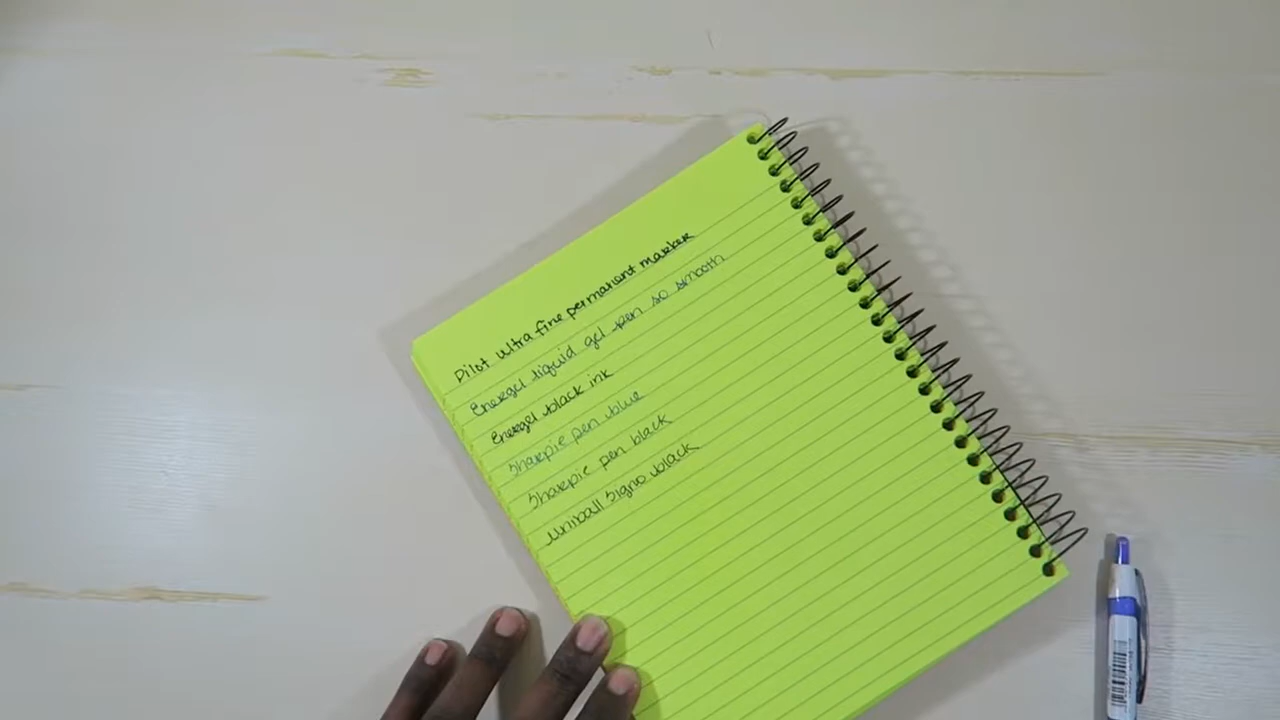 Pilot ultra fine permanent marker
Energel liquid gel pen so smooth
Energel black ink
Sharpie pen blue
Sharpie pen black
Uniball Signo black